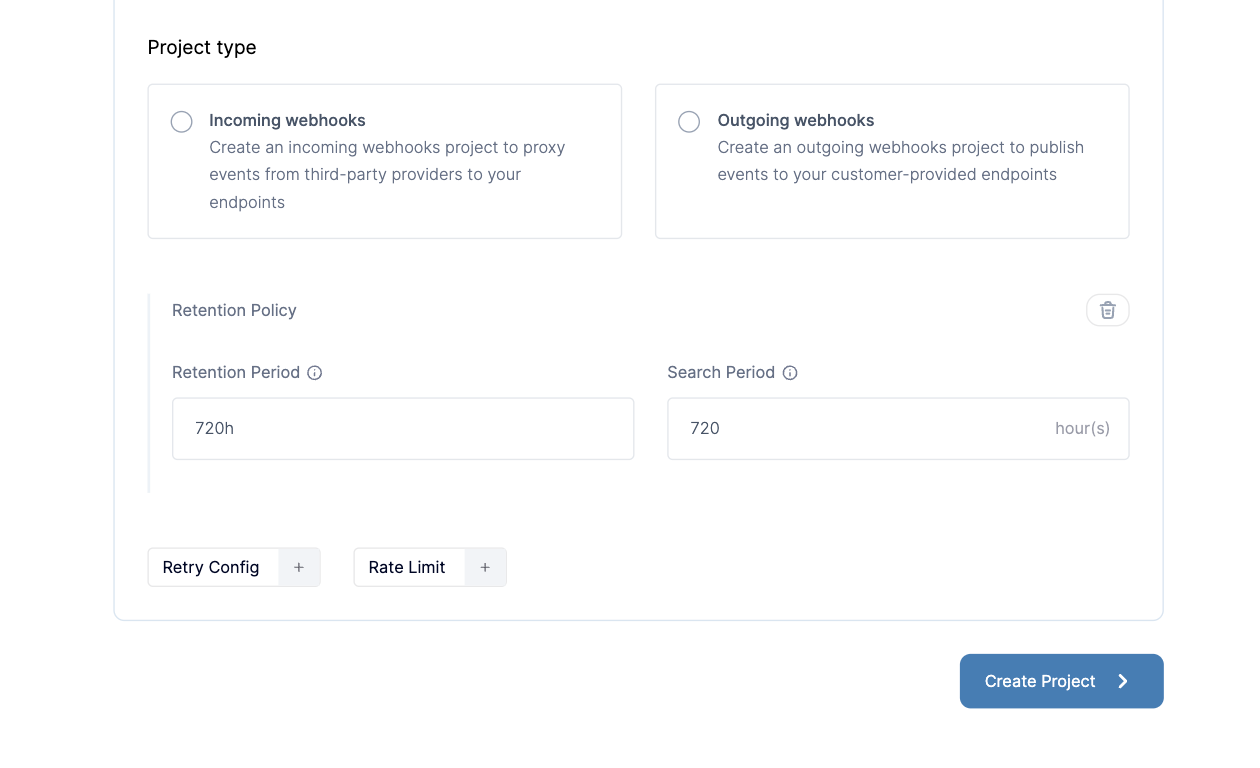 Project type
Incoming webhooks
Create an incoming webhooks project to proxy
events from third-party providers to your
endpoints
Outgoing webhooks
Create an outgoing webhooks project to publish
events to your customer-provided endpoints
Retention Policy
Retention Period
720h
Search Period
720 hour(s)
Retry Config +
Rate Limit +
Create Project